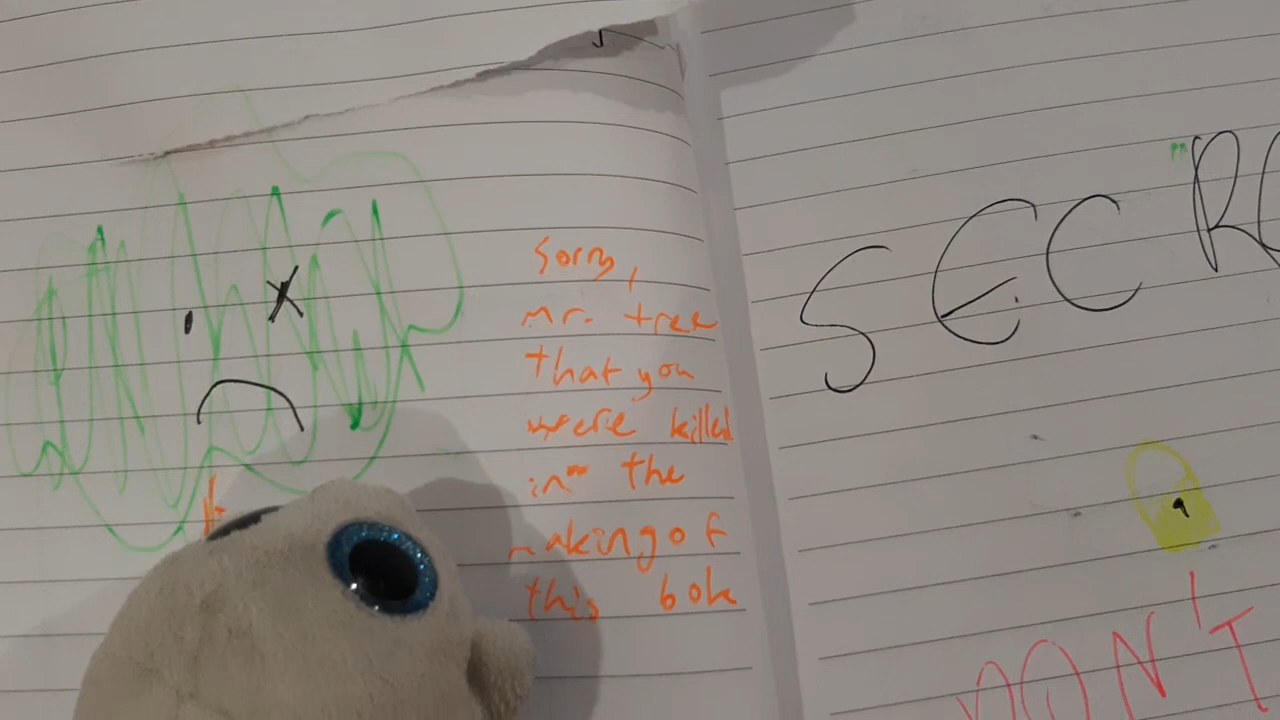 Sorry,
mr. tree
that you
were killed
in the
making of
this bok
SECR
DON'T